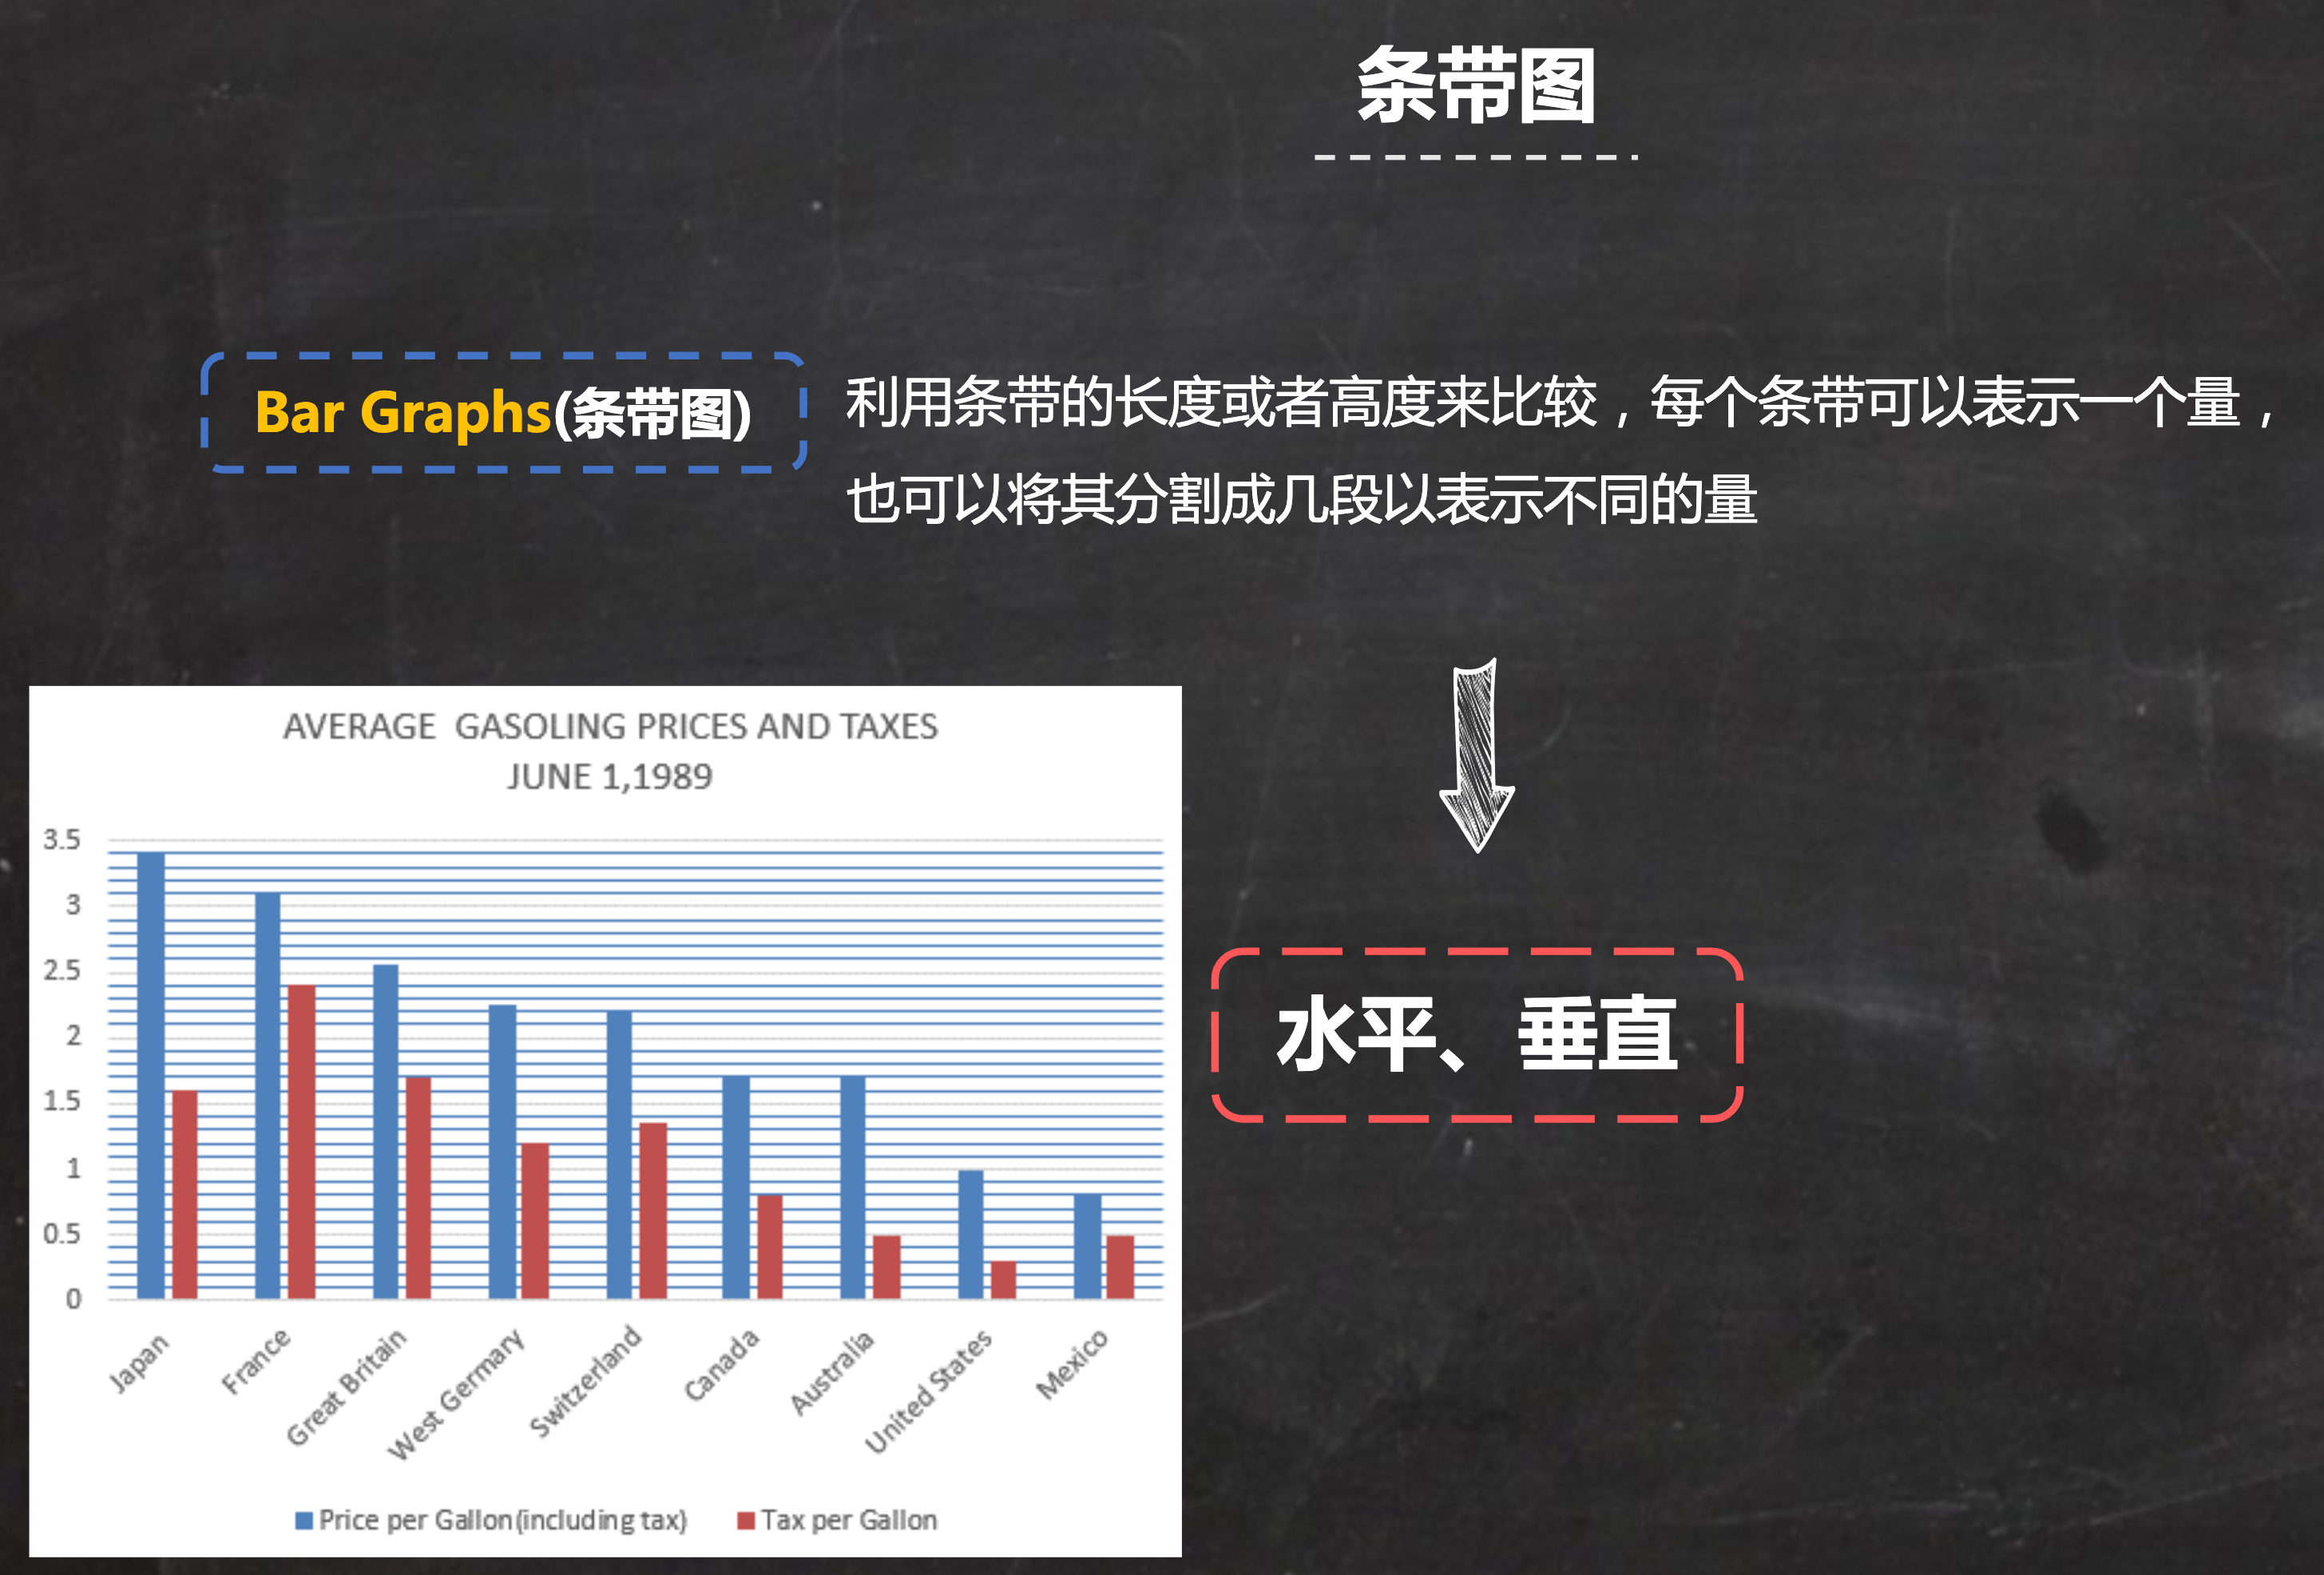 条带图
Bar Graphs(条带图)
利用条带的长度或者高度来比较，每个条带可以表示一个量，
也可以将其分割成几段以表示不同的量
AVERAGE GASOLING PRICES AND TAXES
JUNE 1,1989
3.5
3
2.5
2
1.5
1
0.5
0
Japan
France
Great Britain
West Germary
Switzerland
Canada
Australia
United States
Mexico
Price per Gallon(including tax)
Tax per Gallon
水平、垂直